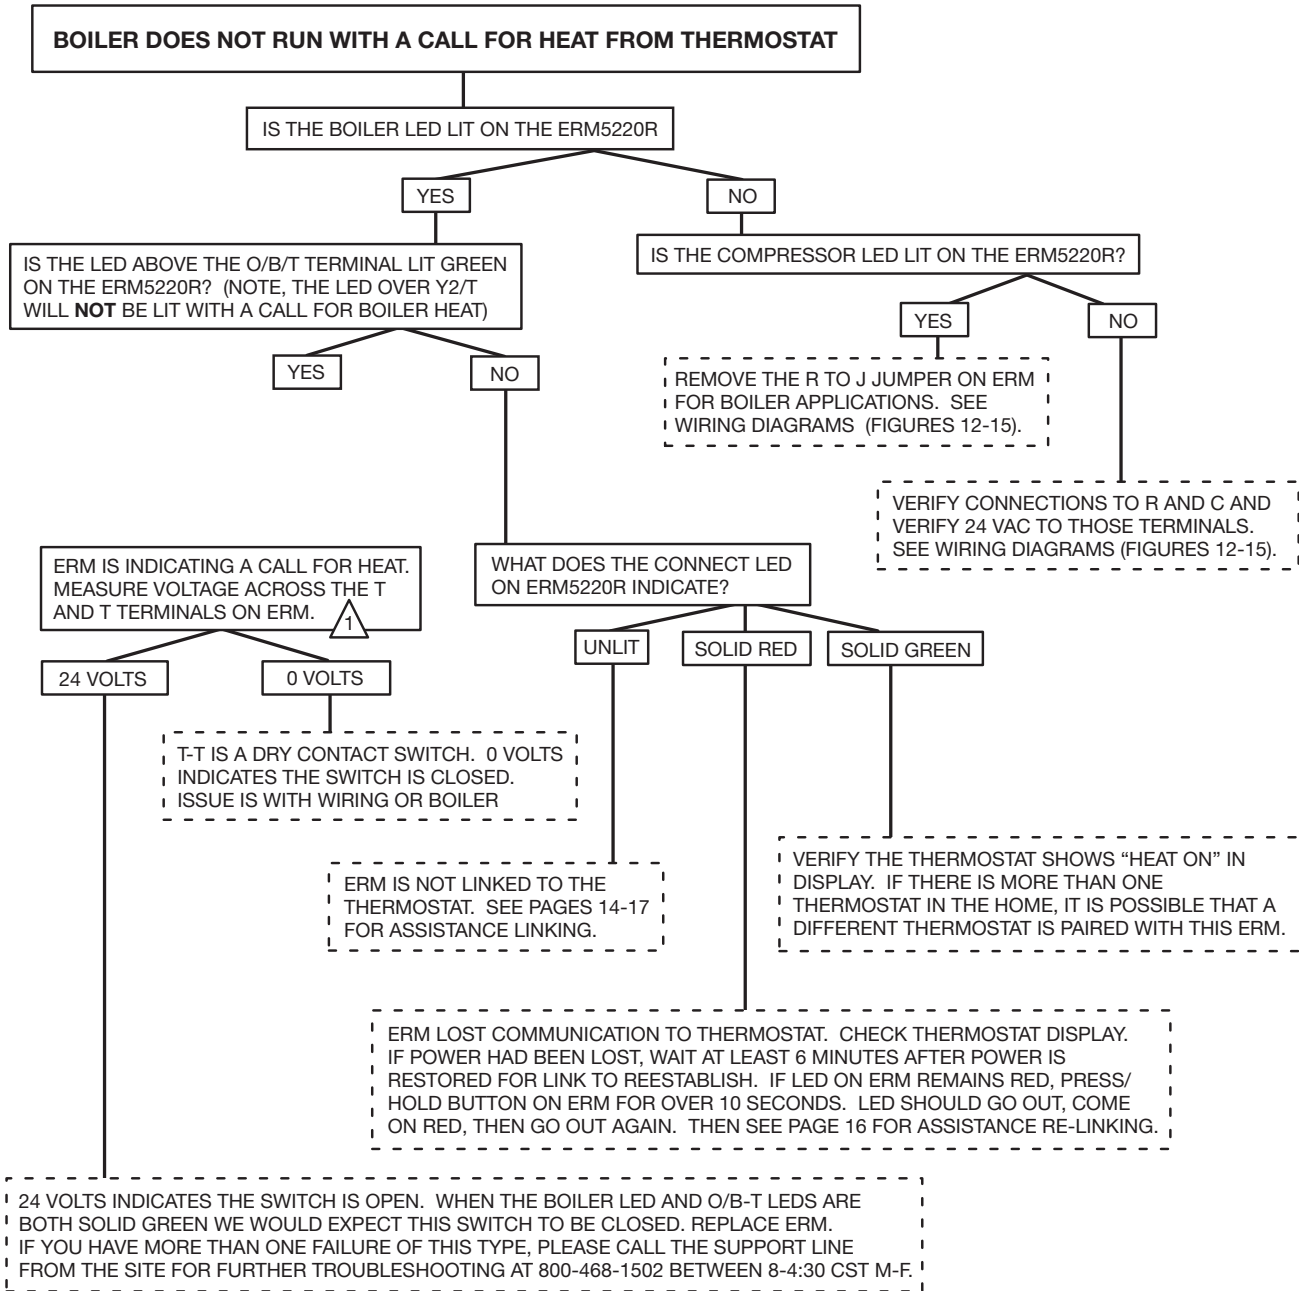 BOILER DOES NOT RUN WITH A CALL FOR HEAT FROM THERMOSTAT
IS THE BOILER LED LIT ON THE ERM5220R
YES
NO
IS THE LED ABOVE THE O/B/T TERMINAL LIT GREEN
ON THE ERM5220R? (NOTE, THE LED OVER Y2/T
WILL NOT BE LIT WITH A CALL FOR BOILER HEAT)
IS THE COMPRESSOR LED LIT ON THE ERM5220R?
YES
NO
YES
NO
REMOVE THE R TO J JUMPER ON ERM
FOR BOILER APPLICATIONS. SEE
WIRING DIAGRAMS (FIGURES 12-15).
VERIFY CONNECTIONS TO R AND C AND
VERIFY 24 VAC TO THOSE TERMINALS.
SEE WIRING DIAGRAMS (FIGURES 12-15).
ERM IS INDICATING A CALL FOR HEAT.
MEASURE VOLTAGE ACROSS THE T
AND T TERMINALS ON ERM.
1
WHAT DOES THE CONNECT LED
ON ERM5220R INDICATE?
UNLIT
SOLID RED
SOLID GREEN
24 VOLTS
0 VOLTS
T-T IS A DRY CONTACT SWITCH. 0 VOLTS
INDICATES THE SWITCH IS CLOSED.
ISSUE IS WITH WIRING OR BOILER
ERM IS NOT LINKED TO THE
THERMOSTAT. SEE PAGES 14-17
FOR ASSISTANCE LINKING.
VERIFY THE THERMOSTAT SHOWS “HEAT ON” IN
DISPLAY. IF THERE IS MORE THAN ONE
THERMOSTAT IN THE HOME, IT IS POSSIBLE THAT A
DIFFERENT THERMOSTAT IS PAIRED WITH THIS ERM.
ERM LOST COMMUNICATION TO THERMOSTAT. CHECK THERMOSTAT DISPLAY.
IF POWER HAD BEEN LOST, WAIT AT LEAST 6 MINUTES AFTER POWER IS
RESTORED FOR LINK TO REESTABLISH. IF LED ON ERM REMAINS RED, PRESS/
HOLD BUTTON ON ERM FOR OVER 10 SECONDS. LED SHOULD GO OUT, COME
ON RED, THEN GO OUT AGAIN. THEN SEE PAGE 16 FOR ASSISTANCE RE-LINKING.
24 VOLTS INDICATES THE SWITCH IS OPEN. WHEN THE BOILER LED AND O/B-T LEDS ARE
BOTH SOLID GREEN WE WOULD EXPECT THIS SWITCH TO BE CLOSED. REPLACE ERM.
IF YOU HAVE MORE THAN ONE FAILURE OF THIS TYPE, PLEASE CALL THE SUPPORT LINE
FROM THE SITE FOR FURTHER TROUBLESHOOTING AT 800-468-1502 BETWEEN 8-4:30 CST M-F.